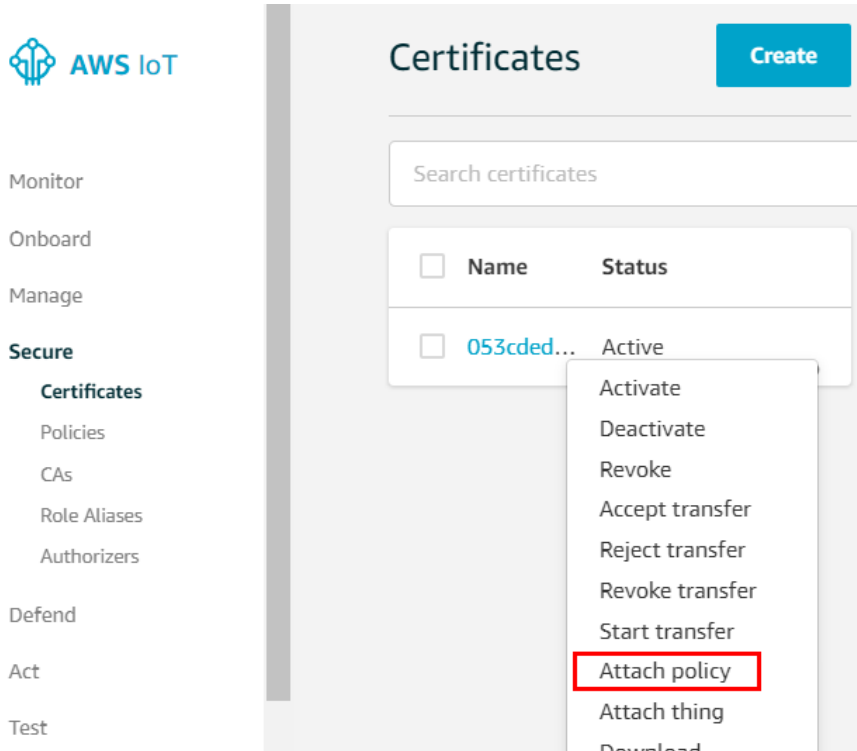 AWS IoT
Monitor
Onboard
Manage
Secure
Certificates
Policies
CAs
Role Aliases
Authorizers
Defend
Act
Test
Certificates
Create
Search certificates
Name Status
053cded... Active
Activate
Deactivate
Revoke
Accept transfer
Reject transfer
Revoke transfer
Start transfer
Attach policy
Attach thing
Download